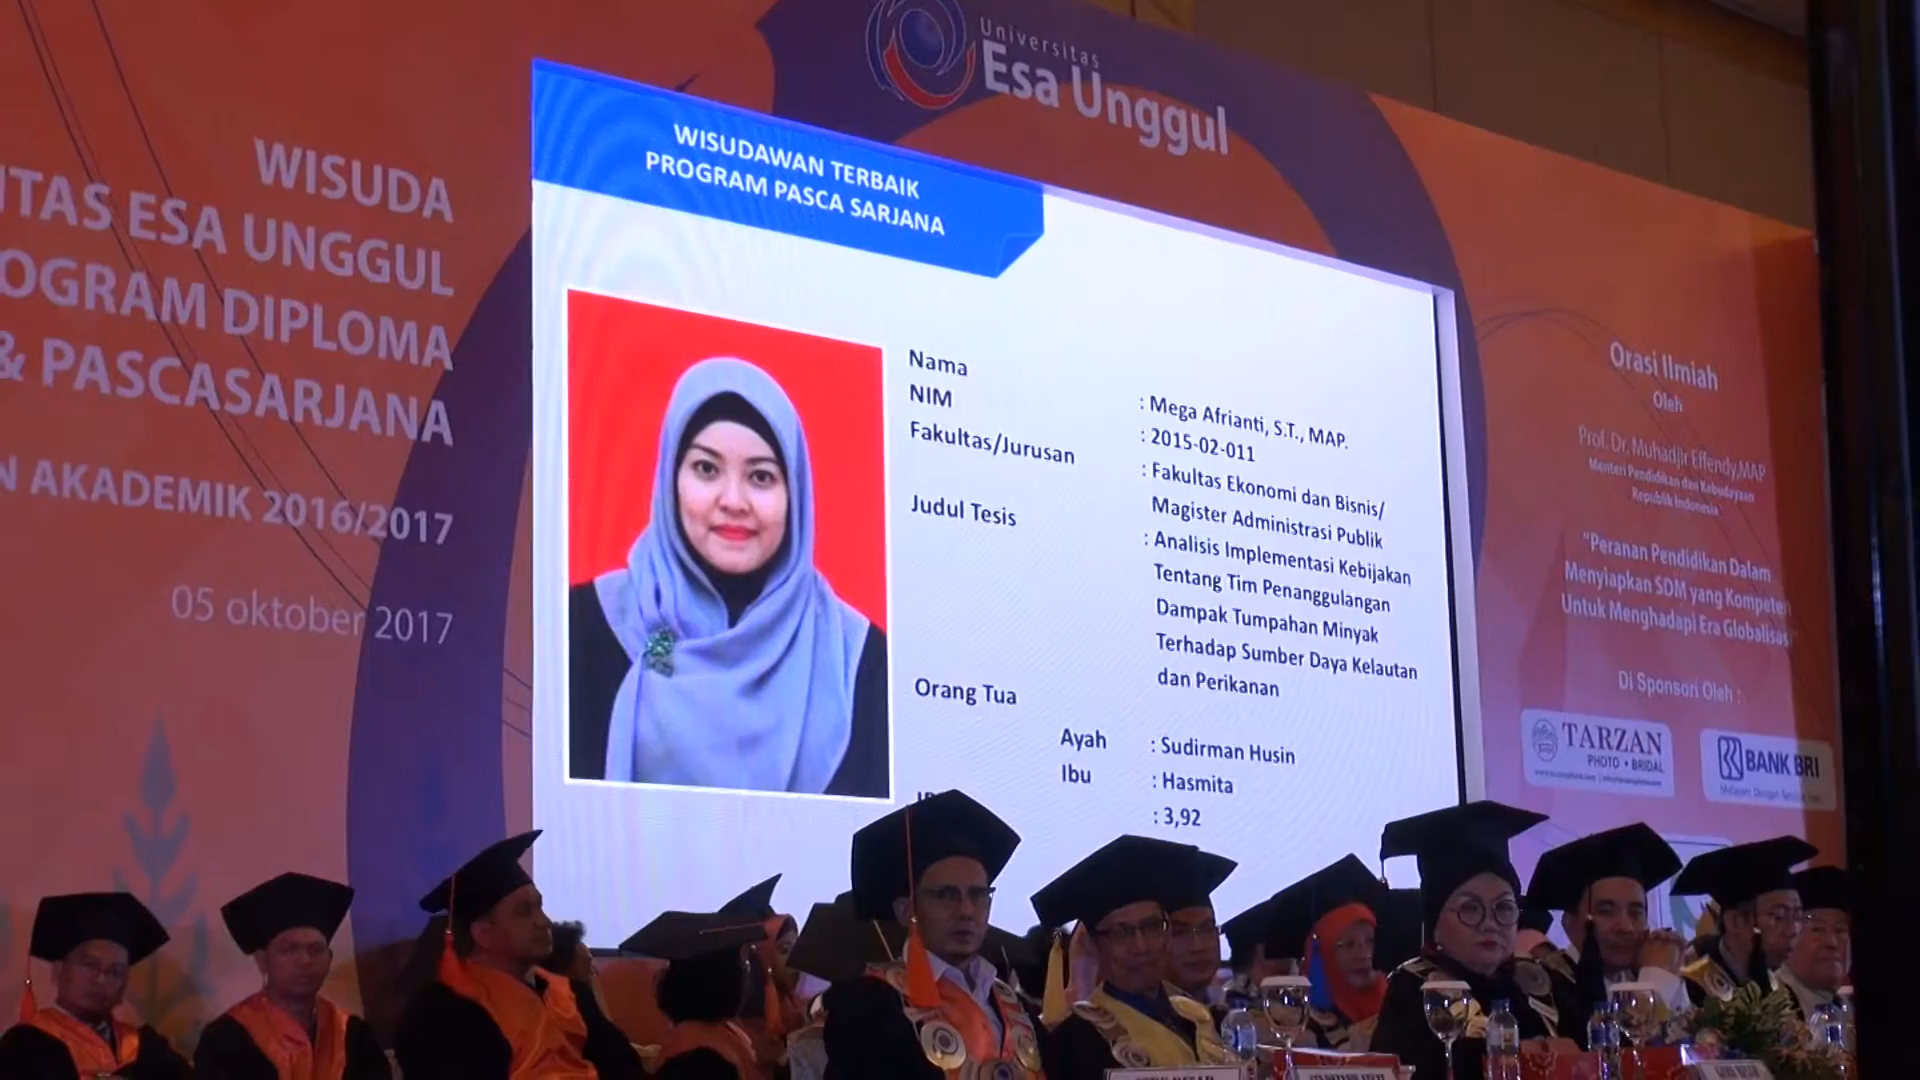 Universitas
Esa Unggul
WISUDA
ITAS ESA UNGGUL
OGRAM DIPLOMA
& PASCASARJANA
N AKADEMIK 2016/2017
05 oktober 2017
WISUDAWAN TERBAIK
PROGRAM PASCA SARJANA
Nama : Mega Afrianti, S.T., MAP.
NIM : 2015-02-011
Fakultas/Jurusan : Fakultas Ekonomi dan Bisnis/
Magister Administrasi Publik
Judul Tesis : Analisis Implementasi Kebijakan
Tentang Tim Penanggulangan
Dampak Tumpahan Minyak
Terhadap Sumber Daya Kelautan
dan Perikanan
Orang Tua
Ayah : Sudirman Husin
Ibu : Hasmita
: 3,92
Orasi Ilmiah
Oleh
Prof. Dr. Muhadjir Effendy, MAP
Menteri Pendidikan dan Kebudayaan
Republik Indonesia
"Peranan Pendidikan Dalam
Menyiapkan SDM yang Kompeten
Untuk Menghadapi Era Globalisasi"
Di Sponsori Oleh :
TARZAN
PHOTO • BRIDAL
BANK BRI